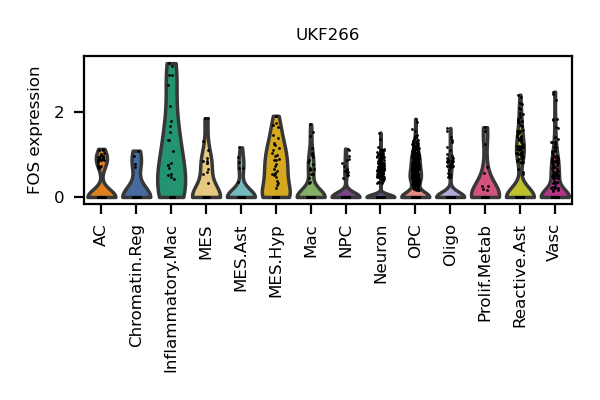 UKF266
FOS expression
2
0
AC
Chromatin.Reg
Inflammatory.Mac
MES
MES.Ast
MES.Hyp
Mac
NPC
Neuron
OPC
Oligo
Prolif.Metab
Reactive.Ast
Vasc